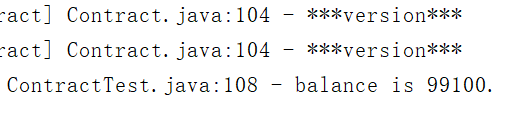 ract] Contract.java:104 - ***version***
ract] Contract.java:104 - ***version***
ContractTest.java:108 - balance is 99100.